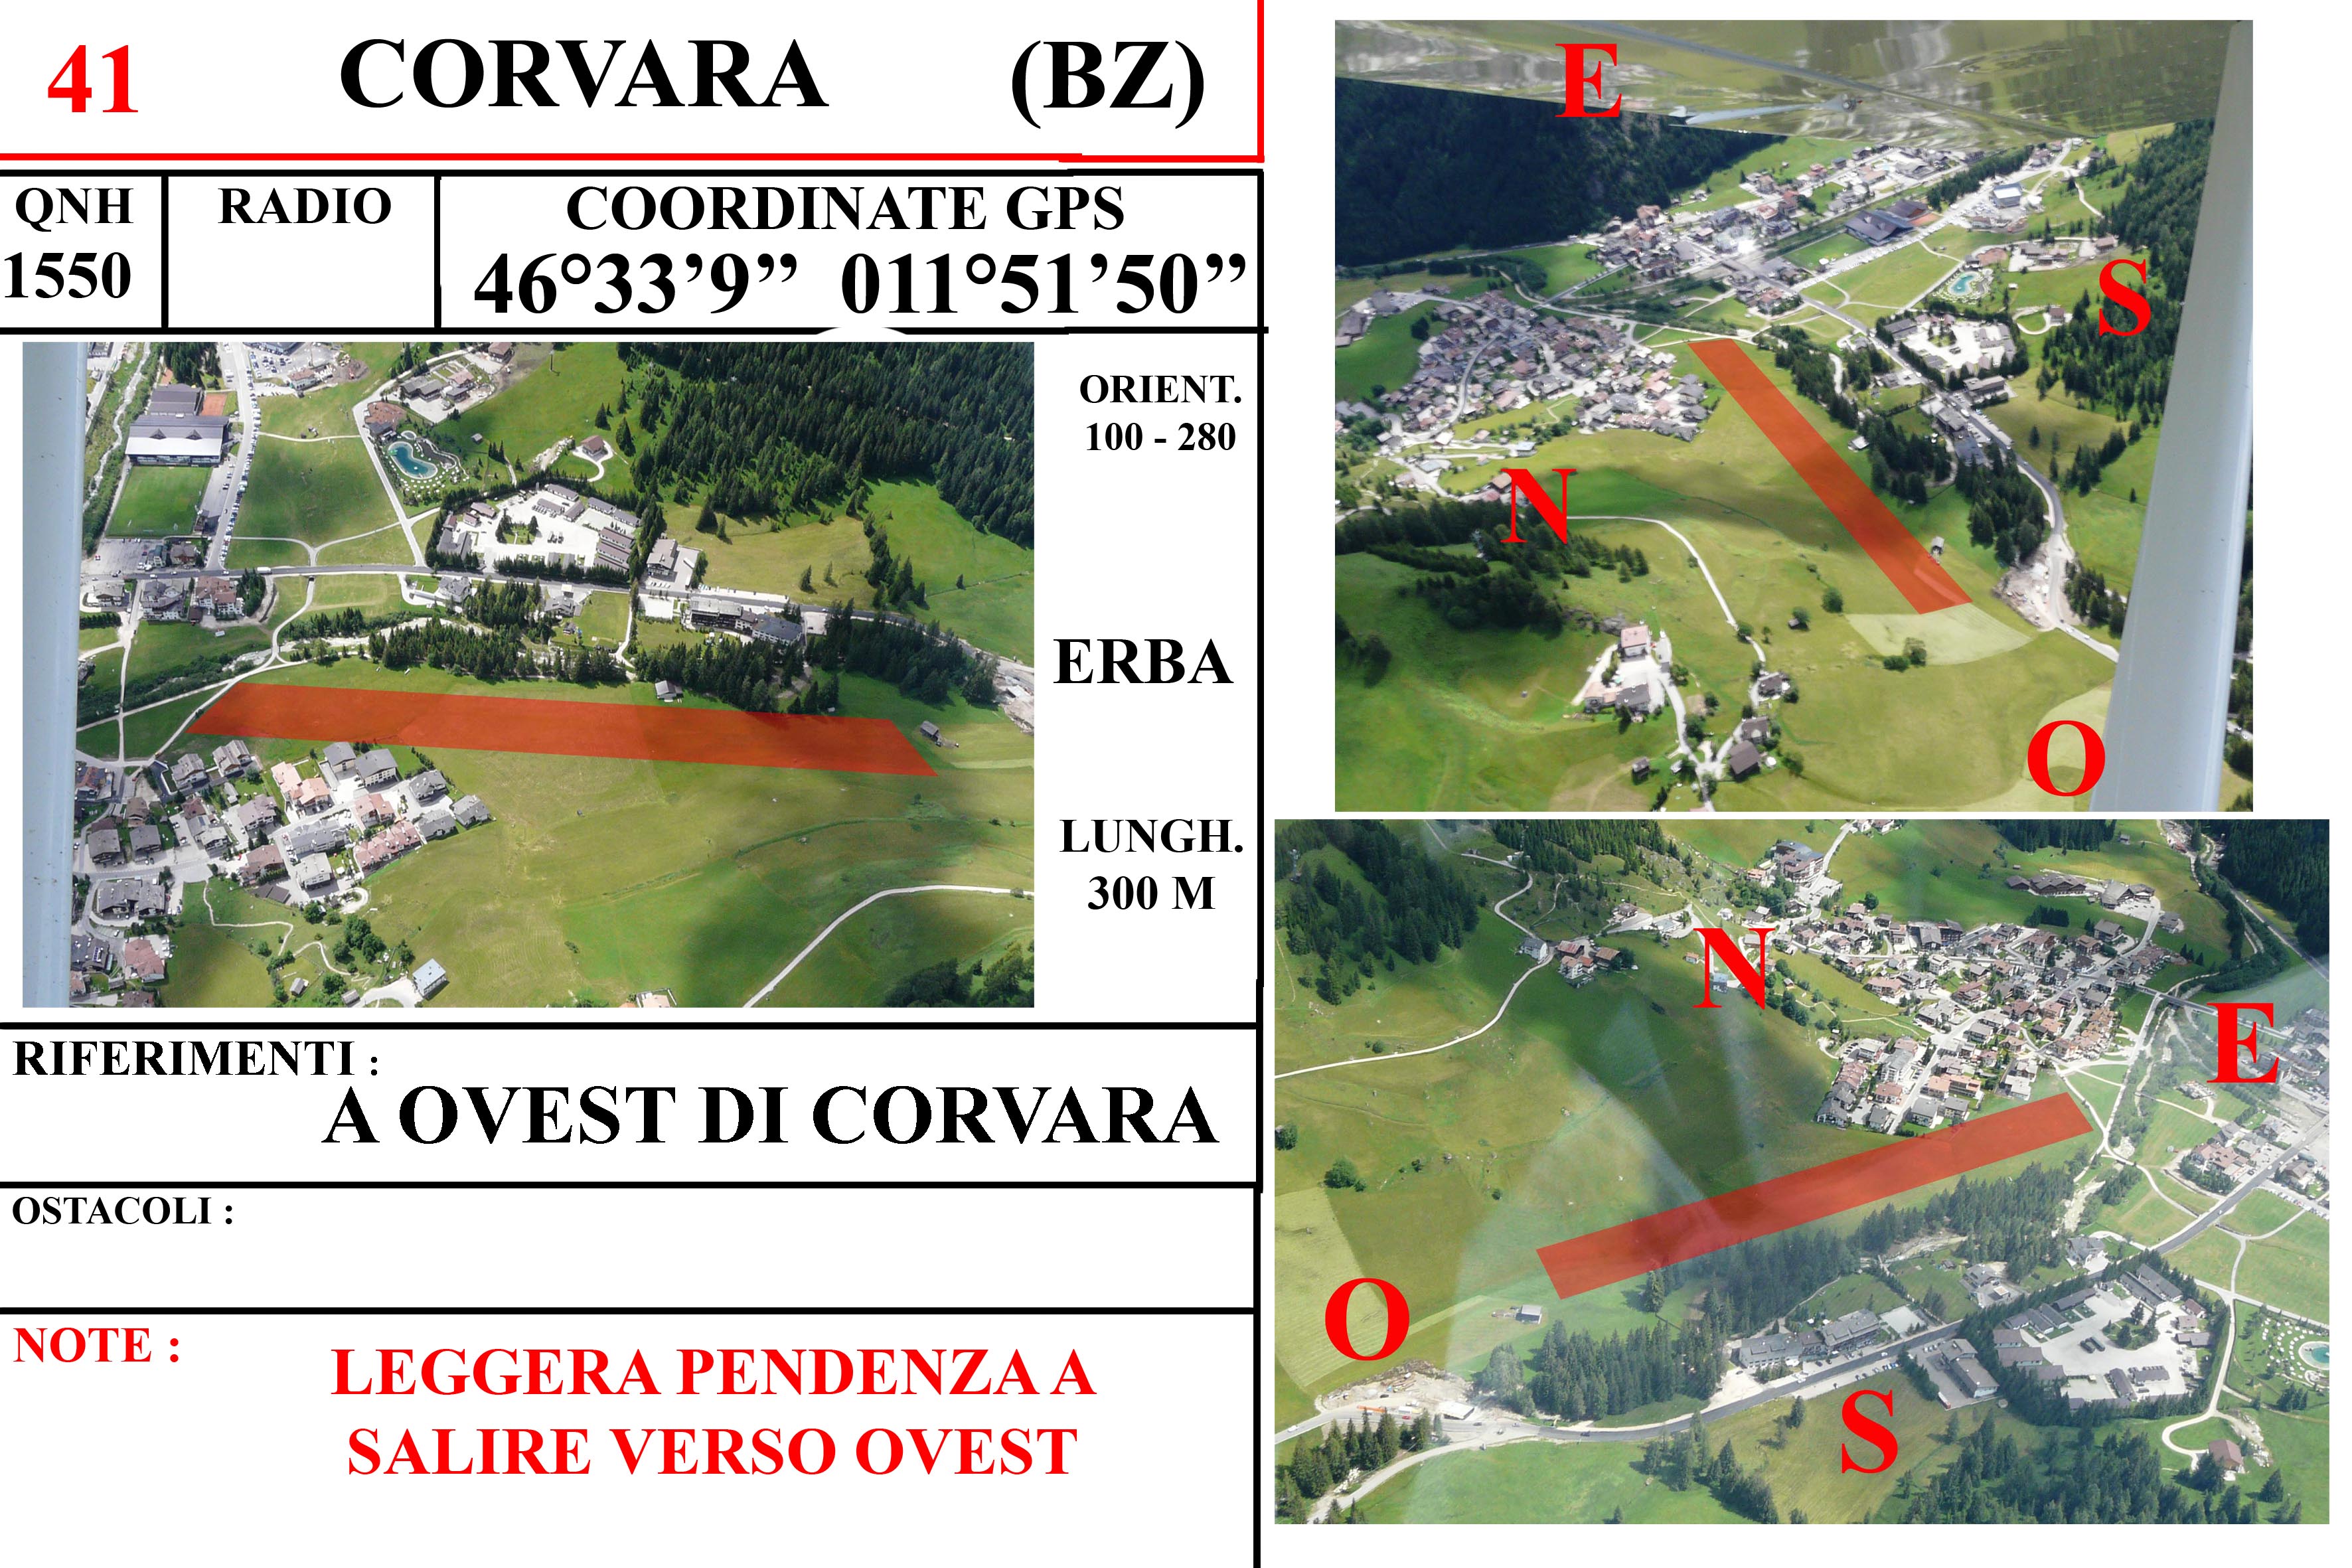 41 CORVARA (BZ)
QNH
1550
RADIO
COORDINATE GPS
46°33’9” 011°51’50”
ORIENT.
100 - 280
ERBA
LUNGH.
300 M
RIFERIMENTI :
A OVEST DI CORVARA
OSTACOLI :
NOTE :
LEGGERA PENDENZA A
SALIRE VERSO OVEST
E
S
N
O
N
E
O
S